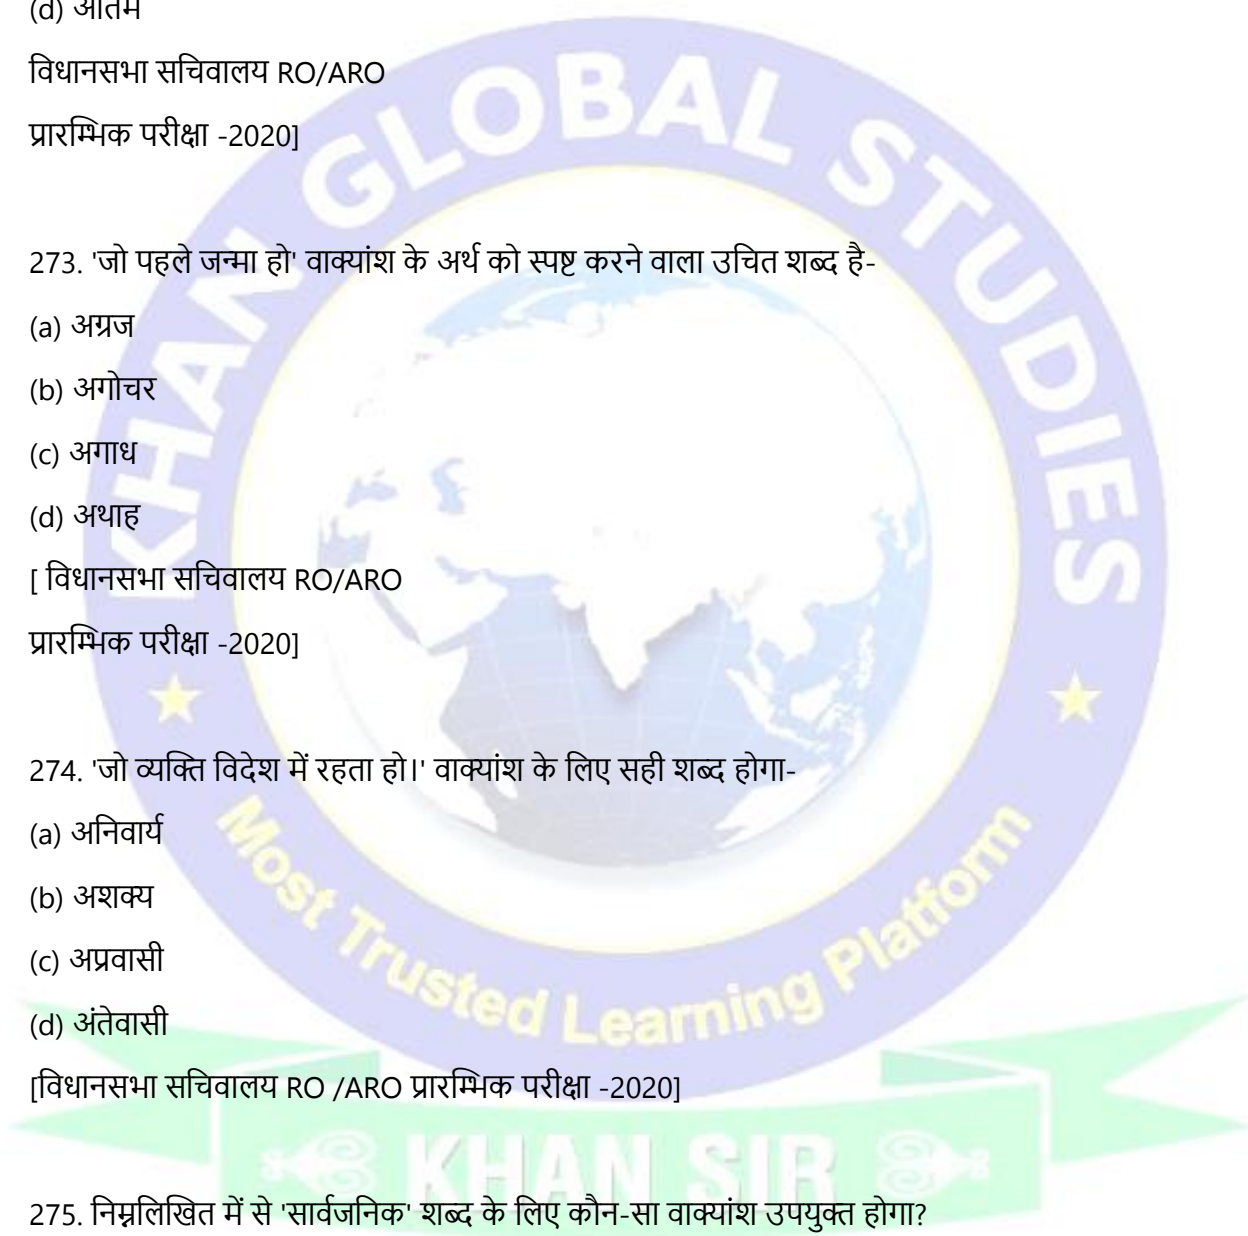 (d) अंतिम
विधानसभा सचिवालय RO/ARO
प्रारम्भिक परीक्षा -2020]
273. 'जो पहले जन्मा हो' वाक्यांश के अर्थ को स्पष्ट करने वाला उचित शब्द है-
(a) अग्रज
(b) अगोचर
(c) अगाध
(d) अथाह
[ विधानसभा सचिवालय RO/ARO
प्रारम्भिक परीक्षा -2020]
274. 'जो व्यक्ति विदेश में रहता हो।' वाक्यांश के लिए सही शब्द होगा-
(a) अनिवार्य
(b) अशक्य
(c) अप्रवासी
(d) अंतेवासी
[विधानसभा सचिवालय RO /ARO प्रारम्भिक परीक्षा -2020]
275. निम्नलिखित में से 'सार्वजनिक' शब्द के लिए कौन-सा वाक्यांश उपयुक्त होगा?
KHAN GLOBAL STUDIES
Most Trusted Learning Platform
KHAN SIR